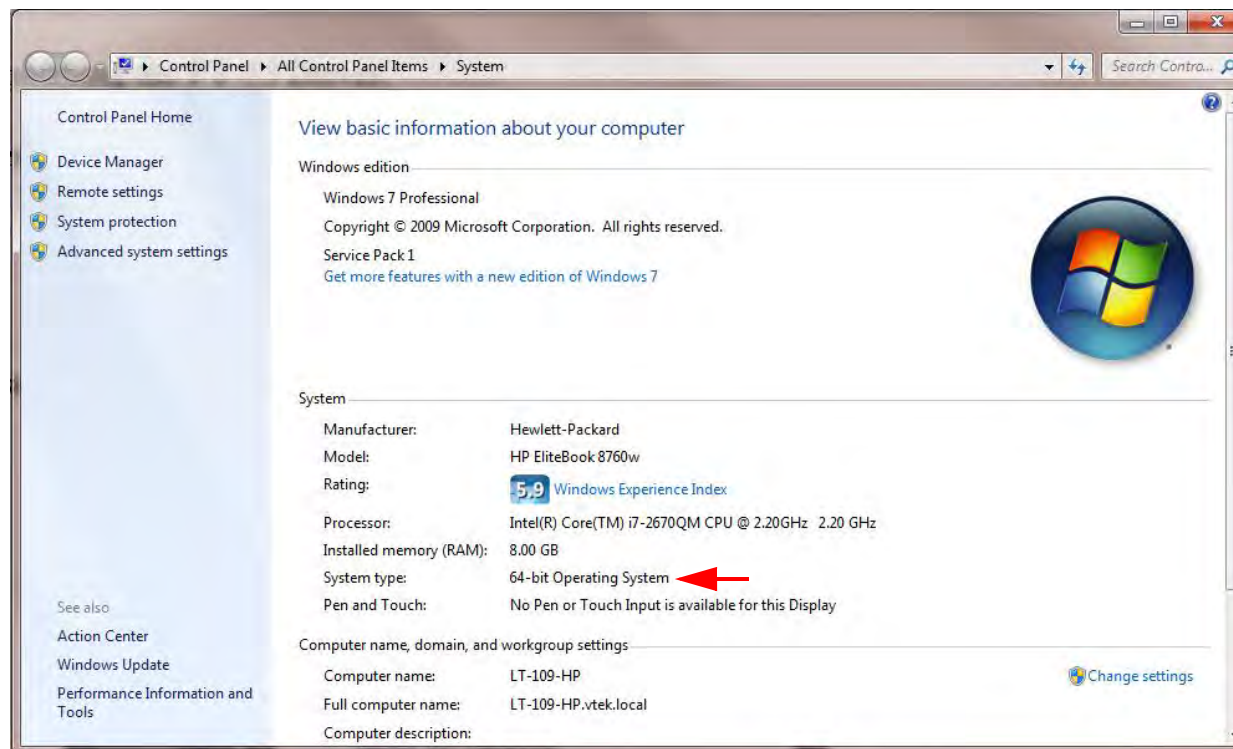 Control Panel ▸ All Control Panel Items ▸ System
Search Contro...
Control Panel Home
Device Manager
Remote settings
System protection
Advanced system settings
See also
Action Center
Windows Update
Performance Information and
Tools
View basic information about your computer
Windows edition
Windows 7 Professional
Copyright © 2009 Microsoft Corporation. All rights reserved.
Service Pack 1
Get more features with a new edition of Windows 7
System
Manufacturer: Hewlett-Packard
Model: HP EliteBook 8760w
Rating: 5,9 Windows Experience Index
Processor: Intel(R) Core(TM) i7-2670QM CPU @ 2.20GHz 2.20 GHz
Installed memory (RAM): 8.00 GB
System type: 64-bit Operating System
Pen and Touch: No Pen or Touch Input is available for this Display
Computer name, domain, and workgroup settings
Computer name: LT-109-HP
Change settings
Full computer name: LT-109-HP.vtek.local
Computer description: